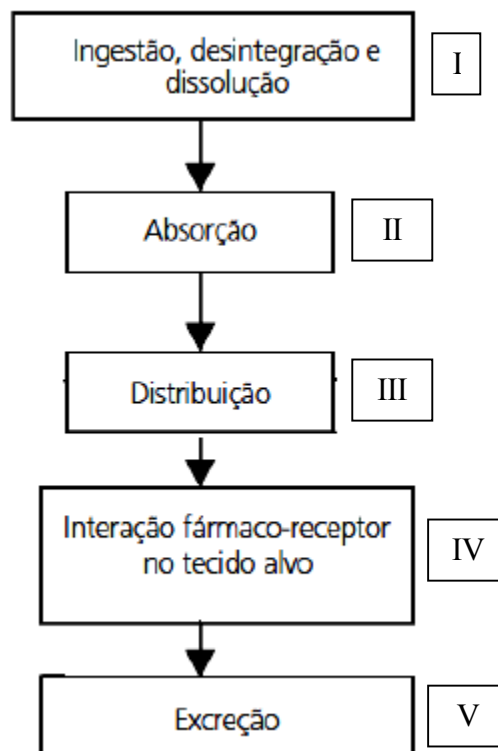 Ingestão, desintegração e
dissolução
I
Absorção
II
Distribuição
III
Interação fármaco-receptor
no tecido alvo
IV
Excreção
V